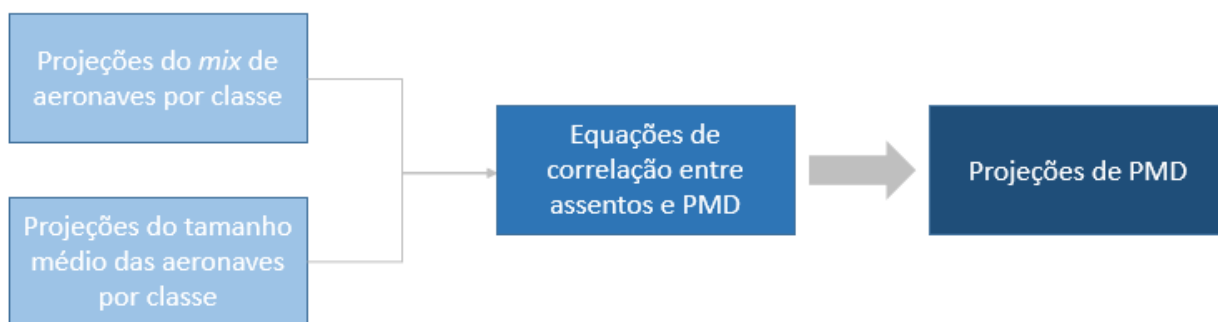 Projeções do mix de
aeronaves por classe
Projeções do tamanho
médio das aeronaves
por classe
Equações de
correlação entre
assentos e PMD
Projeções de PMD